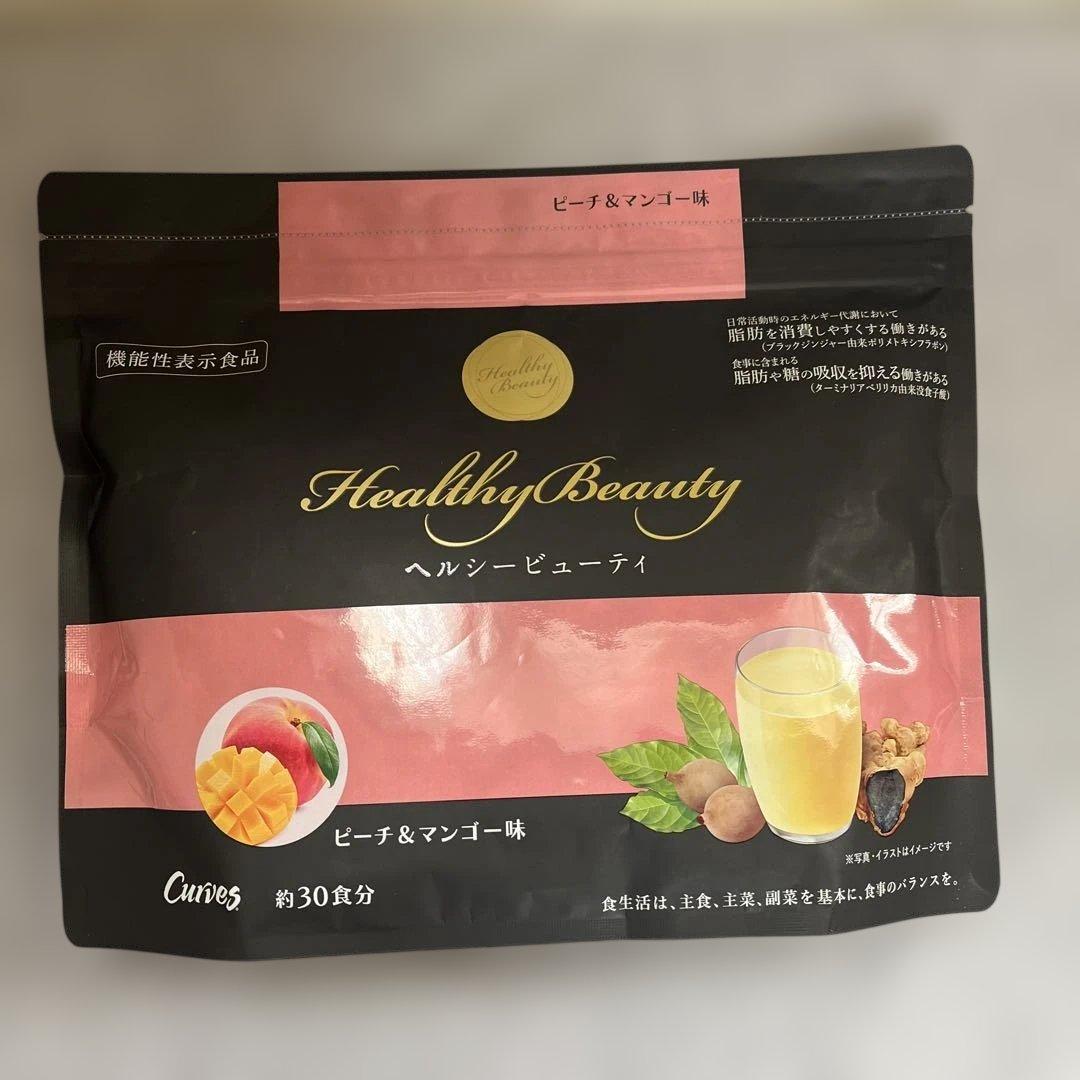 ピーチ&マンゴー味
機能性表示食品
日常活動時のエネルギー代謝において
脂肪を消費しやすくする働きがある
(ブラックジンジャー由来ポリメトキシフラボン)
食事に含まれる
脂肪や糖の吸収を抑える働きがある
(ターミナリアベリリカ由来没食子酸)
Healthy
Beauty
Healthy Beauty
ヘルシービューティ
ピーチ&マンゴー味
※写真・イラストはイメージです
Curves
約30食分
食生活は、主食、主菜、副菜を基本に、食事のバランスを。